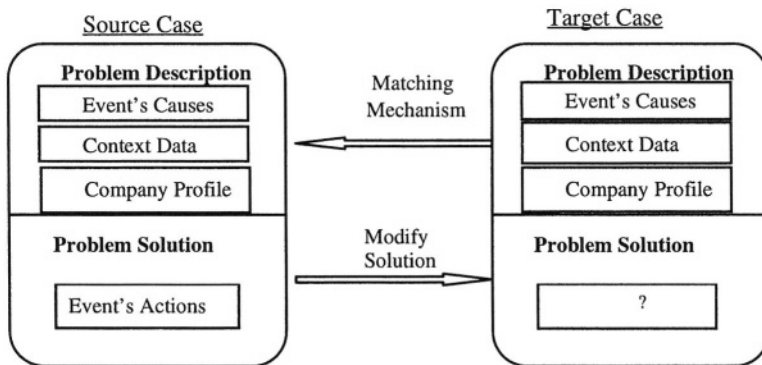 Source Case
Problem Description
Event's Causes
Context Data
Company Profile
Problem Solution
Event's Actions
Matching
Mechanism
Modify
Solution
Target Case
Problem Description
Event's Causes
Context Data
Company Profile
Problem Solution
?